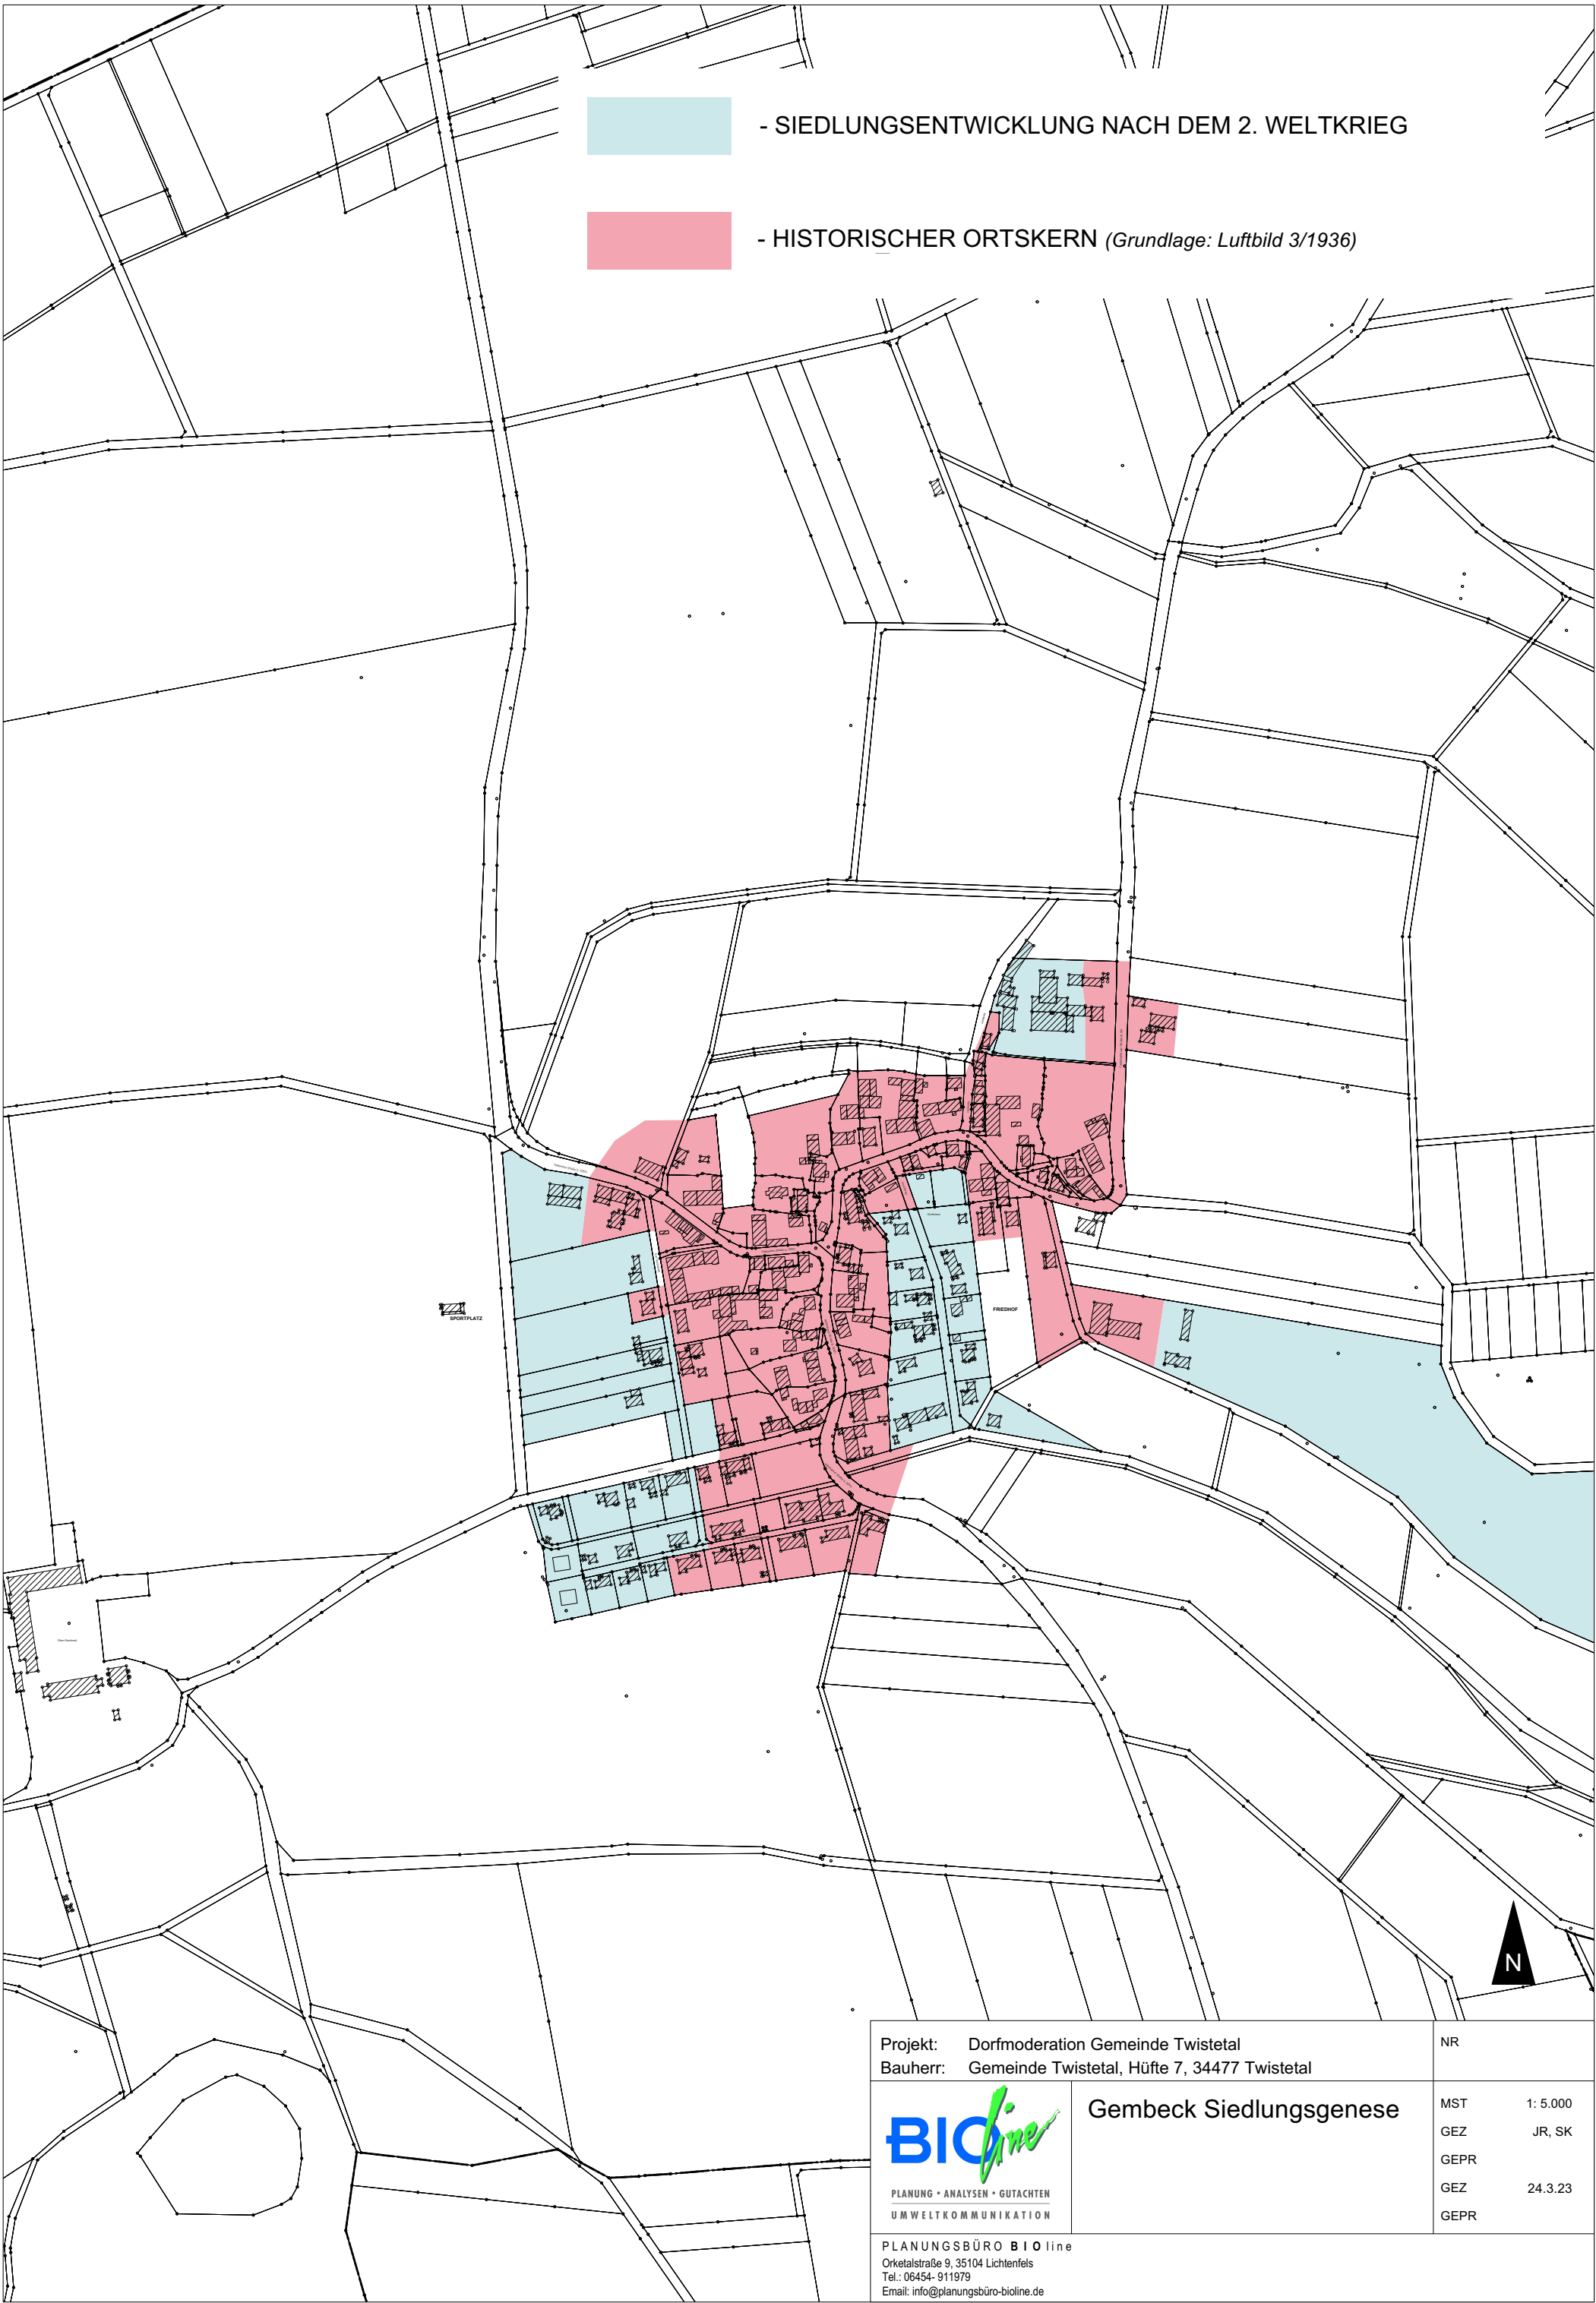 - SIEDLUNGSENTWICKLUNG NACH DEM 2. WELTKRIEG
- HISTORISCHER ORTSKERN (Grundlage: Luftbild 3/1936)
SPORTPLATZ
FRIEDHOF
N
Projekt: Dorfmoderation Gemeinde Twistetal
Bauherr: Gemeinde Twistetal, Hüfte 7, 34477 Twistetal
NR
BIOline
PLANUNG • ANALYSEN • GUTACHTEN
UMWELTKOMMUNIKATION
Gembeck Siedlungsgenese
MST 1: 5.000
GEZ JR, SK
GEPR
GEZ 24.3.23
GEPR
PLANUNGSBÜRO BIOline
Orketalstraße 9, 35104 Lichtenfels
Tel.: 06454- 911979
Email: info@planungsbüro-bioline.de